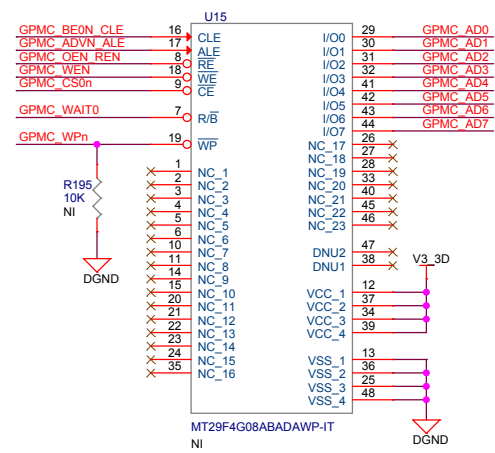 U15
GPMC_BE0N_CLE 16 CLE I/O0 29 GPMC_AD0
GPMC_ADVN_ALE 17 ALE I/O1 30 GPMC_AD1
GPMC_OEN_REN 8 RE I/O2 31 GPMC_AD2
GPMC_WEN 18 WE I/O3 32 GPMC_AD3
GPMC_CS0n 9 CE I/O4 41 GPMC_AD4
I/O5 42 GPMC_AD5
GPMC_WAIT0 7 R/B I/O6 43 GPMC_AD6
I/O7 44 GPMC_AD7
GPMC_WPn 19 WP NC_17 26
NC_18 27
1 NC_1 NC_19 28
2 NC_2 NC_20 33
3 NC_3 NC_21 40
4 NC_4 NC_22 45
5 NC_5 NC_23 46
6 NC_6
10 NC_7 DNU2 47
11 NC_8 DNU1 38
14 NC_9
15 NC_10 VCC_1 12
20 NC_11 VCC_2 37
21 NC_12 VCC_3 34
22 NC_13 VCC_4 39
23 NC_14
24 NC_15 VSS_1 13
35 NC_16 VSS_2 36
VSS_3 25
VSS_4 48
R195
10K
NI
DGND
V3_3D
DGND
MT29F4G08ABADAWP-IT
NI